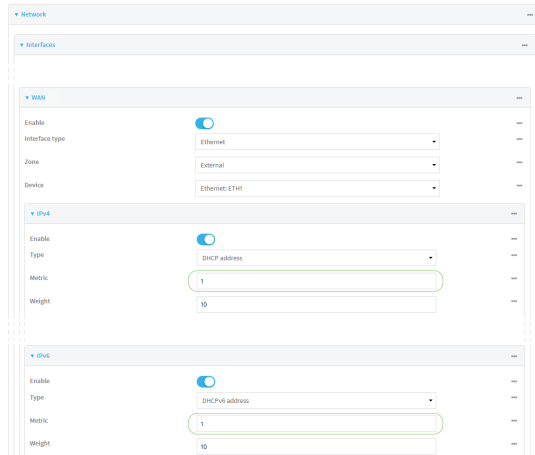 Network
Interfaces
WAN
Enable
Interface type
Ethernet
Zone
External
Device
Ethernet: ETH1
IPv4
Enable
Type
DHCP address
Metric
1
Weight
10
IPv6
Enable
Type
DHCPv6 address
Metric
1
Weight
10